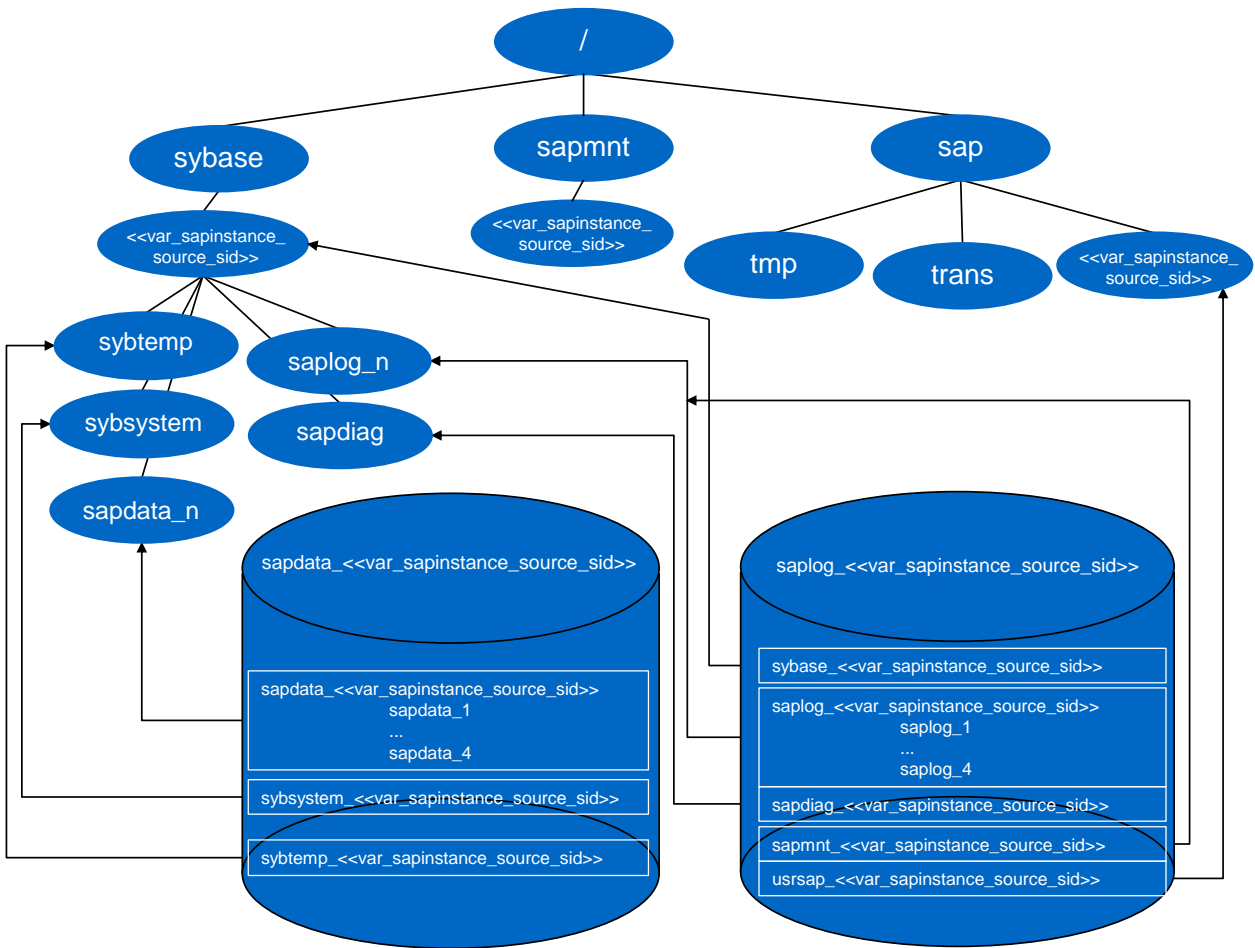 /
sybase
sapmnt
sap
<<var_sapinstance_
source_sid>>
<<var_sapinstance_
source_sid>>
tmp
trans
<<var_sapinstance_
source_sid>>
sybtemp
saplog_n
sybsystem
sapdiag
sapdata_n
sapdata_<<var_sapinstance_source_sid>>
sapdata_<<var_sapinstance_source_sid>>
sapdata_1
...
sapdata_4
sybsystem_<<var_sapinstance_source_sid>>
sybtemp_<<var_sapinstance_source_sid>>
saplog_<<var_sapinstance_source_sid>>
sybase_<<var_sapinstance_source_sid>>
saplog_<<var_sapinstance_source_sid>>
saplog_1
...
saplog_4
sapdiag_<<var_sapinstance_source_sid>>
sapmnt_<<var_sapinstance_source_sid>>
usrsap_<<var_sapinstance_source_sid>>